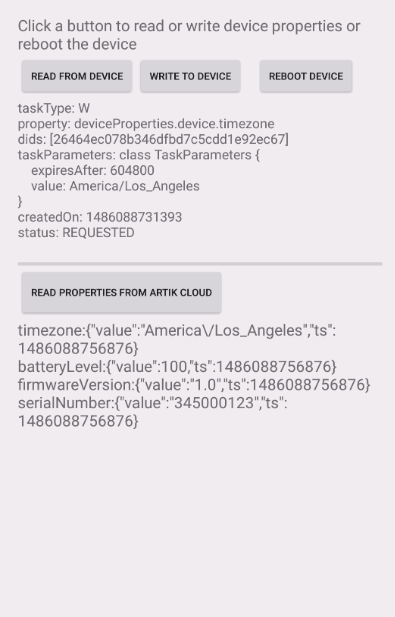 Click a button to read or write device properties or
reboot the device
READ FROM DEVICE WRITE TO DEVICE REBOOT DEVICE
taskType: W
property: deviceProperties.device.timezone
dids: [26464ec078b346dfbd7c5cdd1e92ec67]
taskParameters: class TaskParameters {
    expiresAfter: 604800
    value: America/Los_Angeles
}
createdOn: 1486088731393
status: REQUESTED
READ PROPERTIES FROM ARTIK CLOUD
timezone:{"value":"America\/Los_Angeles","ts":
1486088756876}
batteryLevel:{"value":100,"ts":1486088756876}
firmwareVersion:{"value":"1.0","ts":1486088756876}
serialNumber:{"value":"345000123","ts":
1486088756876}